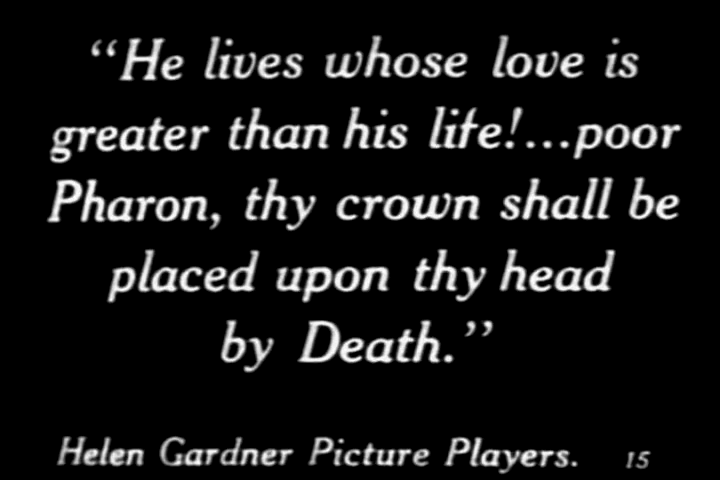 “He lives whose love is
greater than his life!...poor
Pharon, thy crown shall be
placed upon thy head
by Death.”
Helen Gardner Picture Players. 15